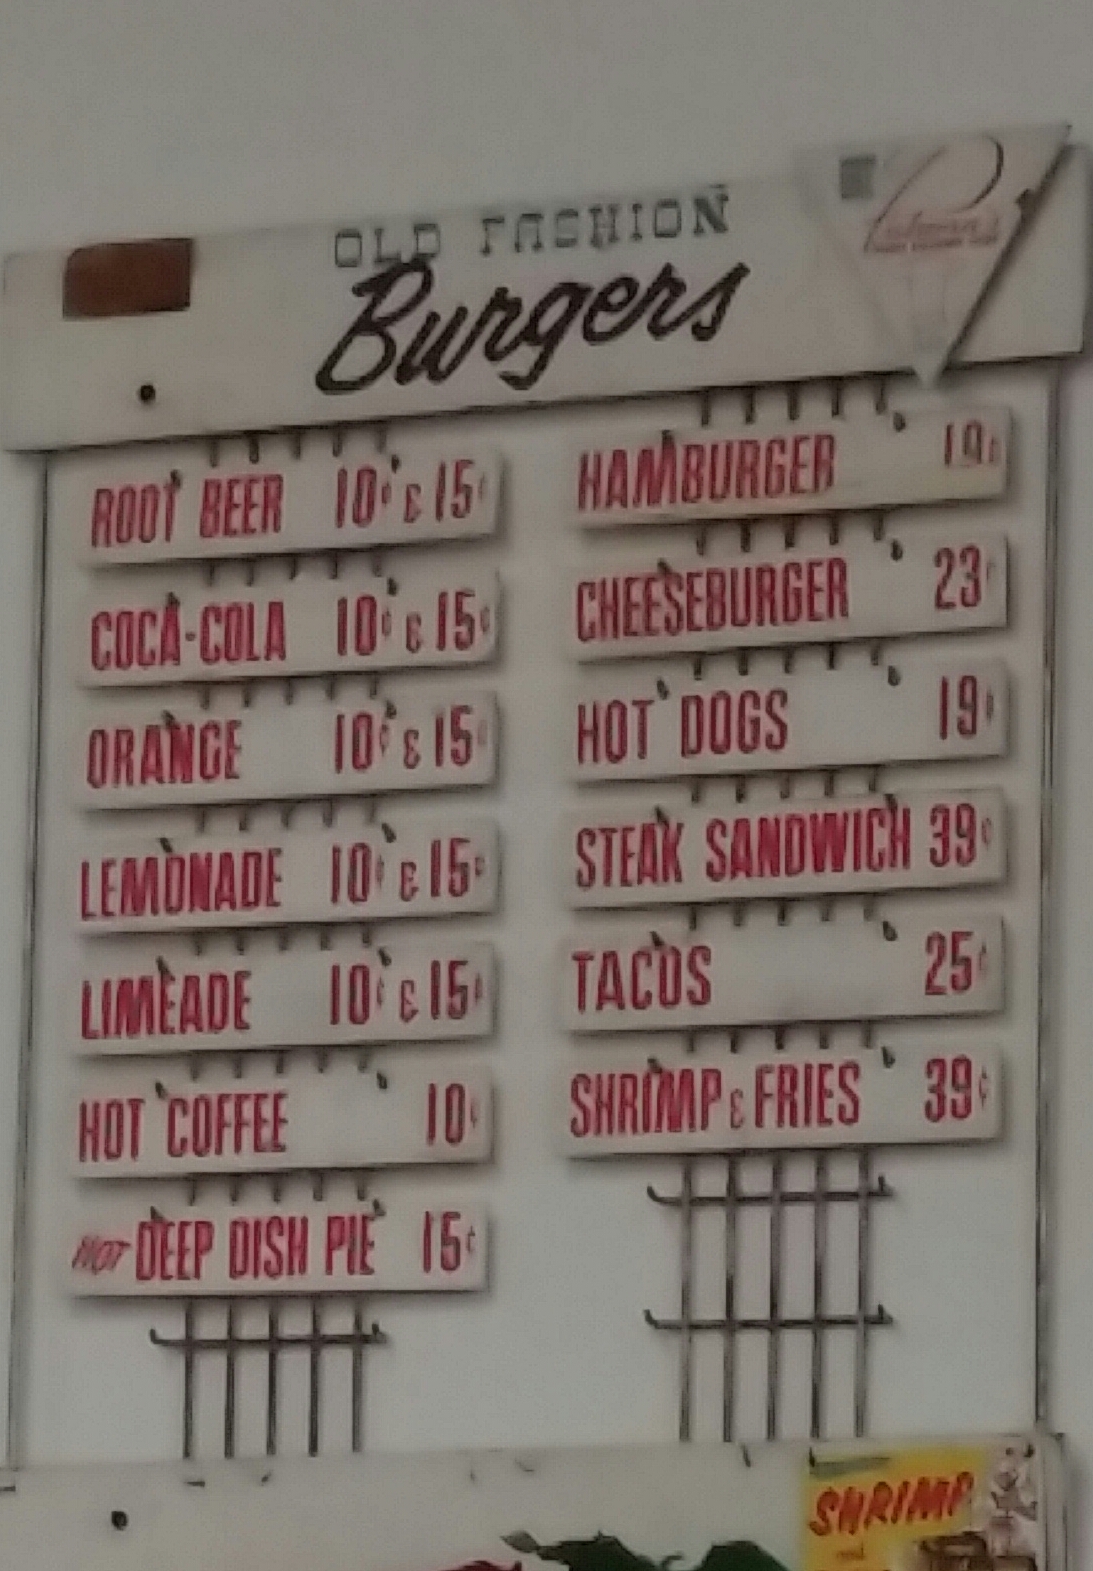 OLD FASHION
Burgers
ROOT BEER 10¢ & 15¢
COCA-COLA 10¢ & 15¢
ORANGE 10¢ & 15¢
LEMONADE 10¢ & 15¢
LIMEADE 10¢ & 15¢
HOT COFFEE 10¢
HOT DEEP DISH PIE 15¢
HAMBURGER 19¢
CHEESEBURGER 23¢
HOT DOGS 19¢
STEAK SANDWICH 39¢
TACOS 25¢
SHRIMP & FRIES 39¢
SHRIMP
and